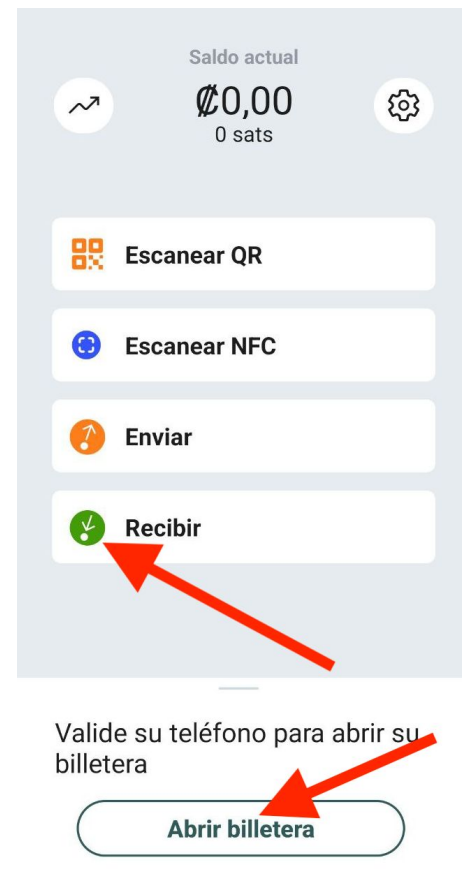 Saldo actual
₡0,00
0 sats
Escanear QR
Escanear NFC
Enviar
Recibir
Valide su teléfono para abrir su
billetera
Abrir billetera